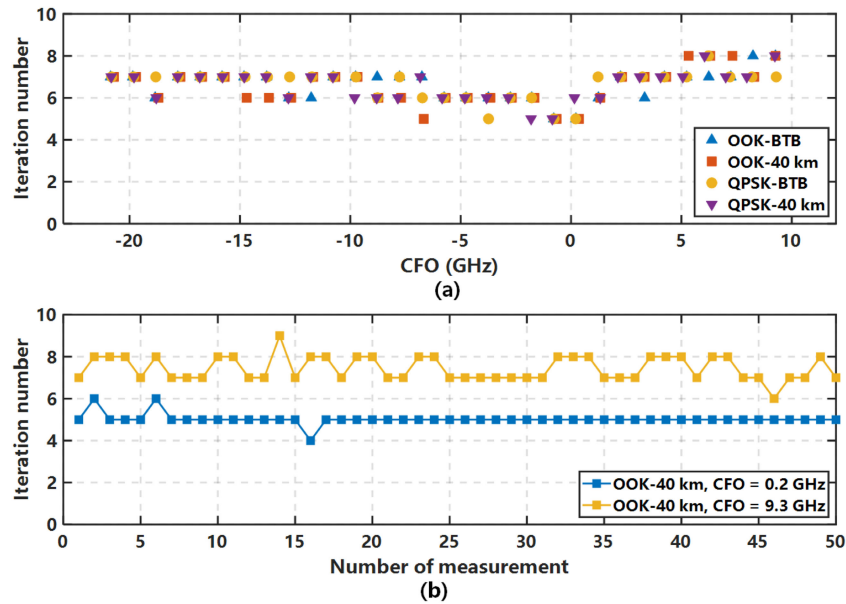 10
8
6
4
2
0
Iteration number
OOK-BTB
OOK-40 km
QPSK-BTB
QPSK-40 km
-20 -15 -10 -5 0 5 10
CFO (GHz)
(a)
10
8
6
4
2
0
Iteration number
OOK-40 km, CFO = 0.2 GHz
OOK-40 km, CFO = 9.3 GHz
0 5 10 15 20 25 30 35 40 45 50
Number of measurement
(b)